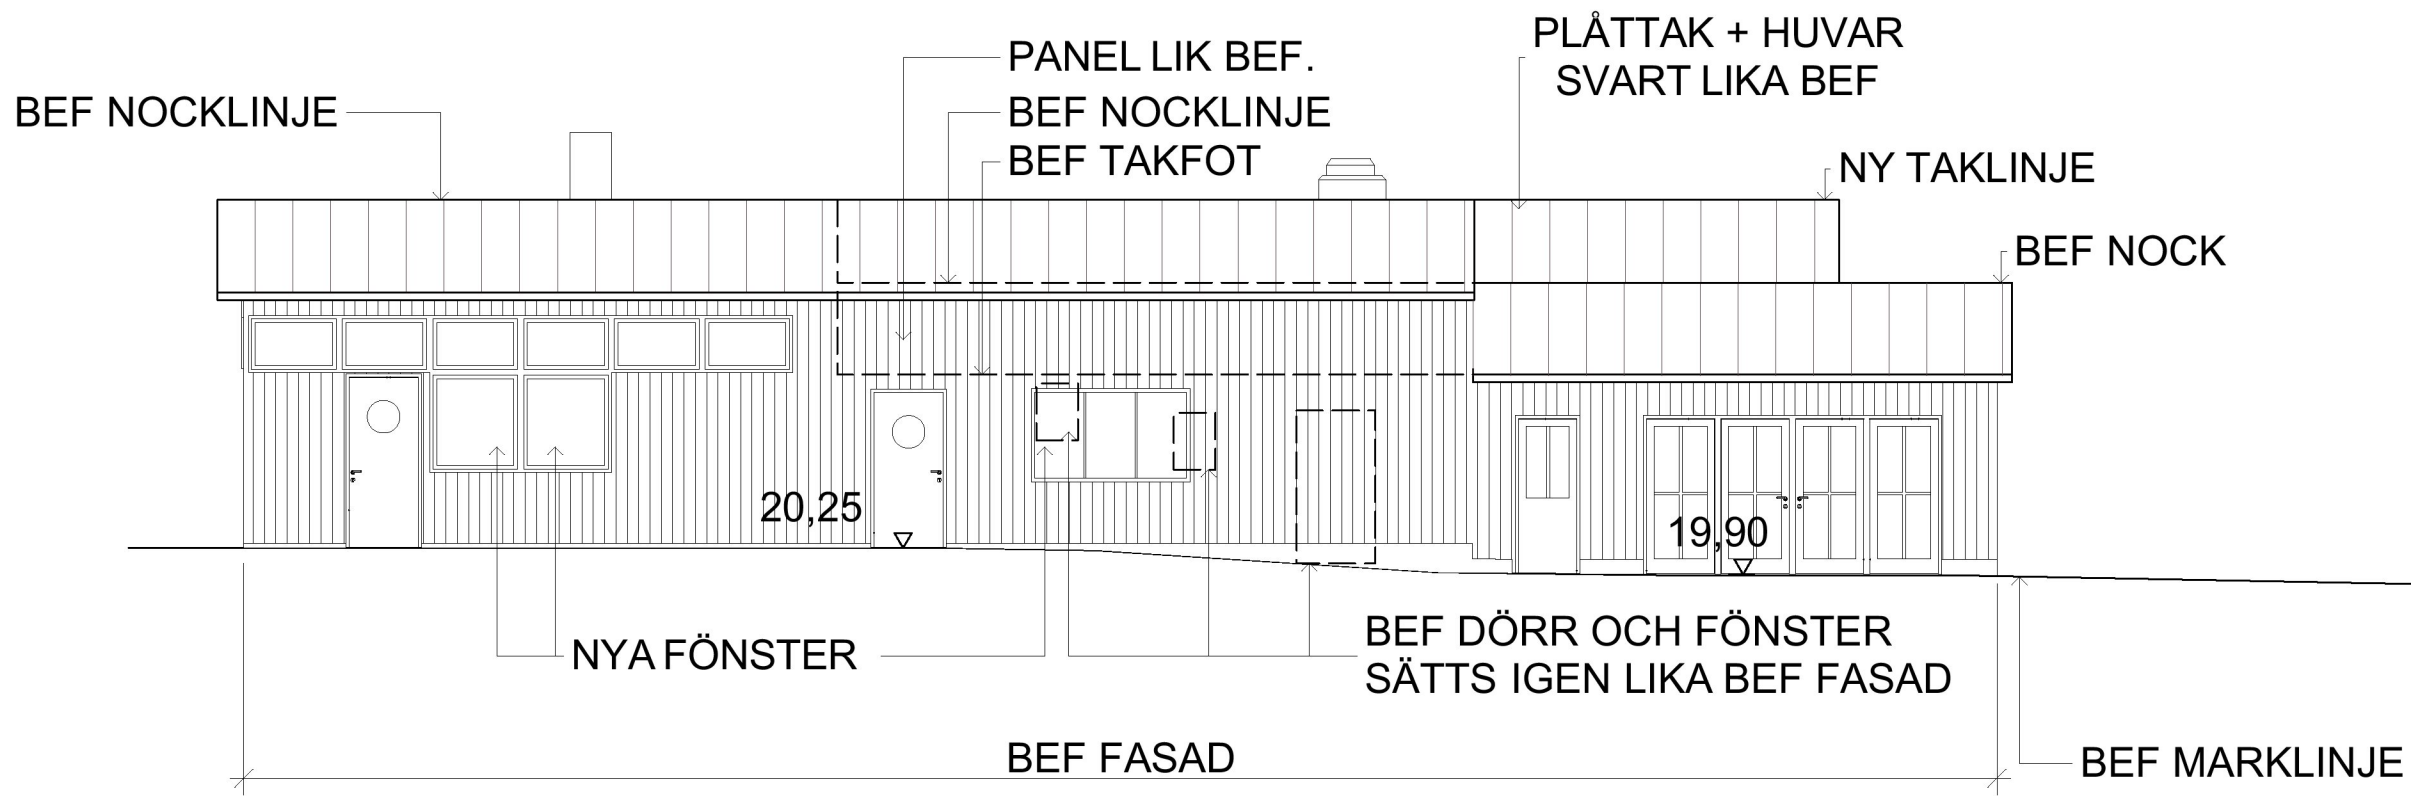 PLÅTTAK + HUVAR
SVART LIKA BEF
PANEL LIK BEF.
BEF NOCKLINJE
BEF NOCKLINJE
BEF TAKFOT
NY TAKLINJE
BEF NOCK
20,25
19,90
NYA FÖNSTER
BEF DÖRR OCH FÖNSTER
SÄTTS IGEN LIKA BEF FASAD
BEF FASAD
BEF MARKLINJE